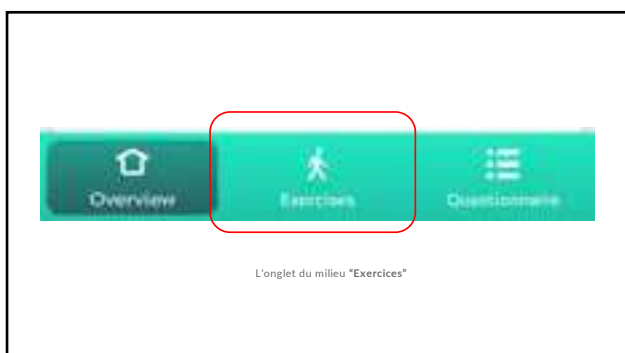 Overview
Exercises
Questionnaire
L'onglet du milieu "Exercices"